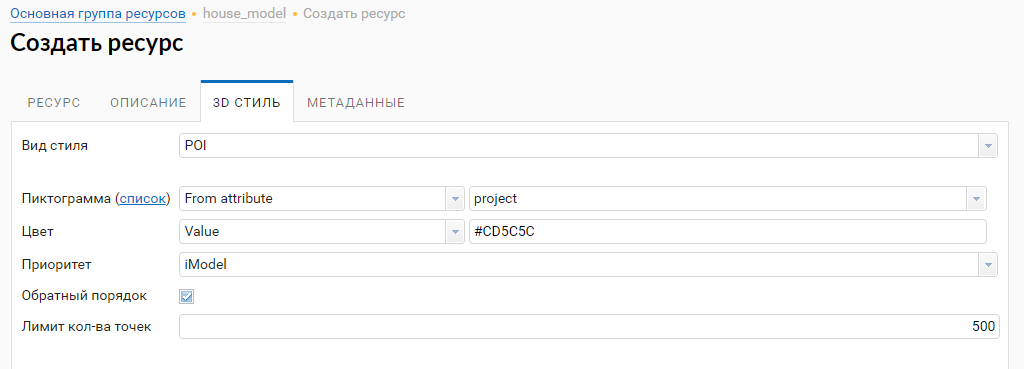 Основная группа ресурсов • house_model • Создать ресурс
Создать ресурс
РЕСУРС ОПИСАНИЕ 3D СТИЛЬ МЕТАДАННЫЕ
Вид стиля POI
Пиктограмма (список) From attribute project
Цвет Value #CD5C5C
Приоритет iModel
Обратный порядок
Лимит кол-ва точек 500